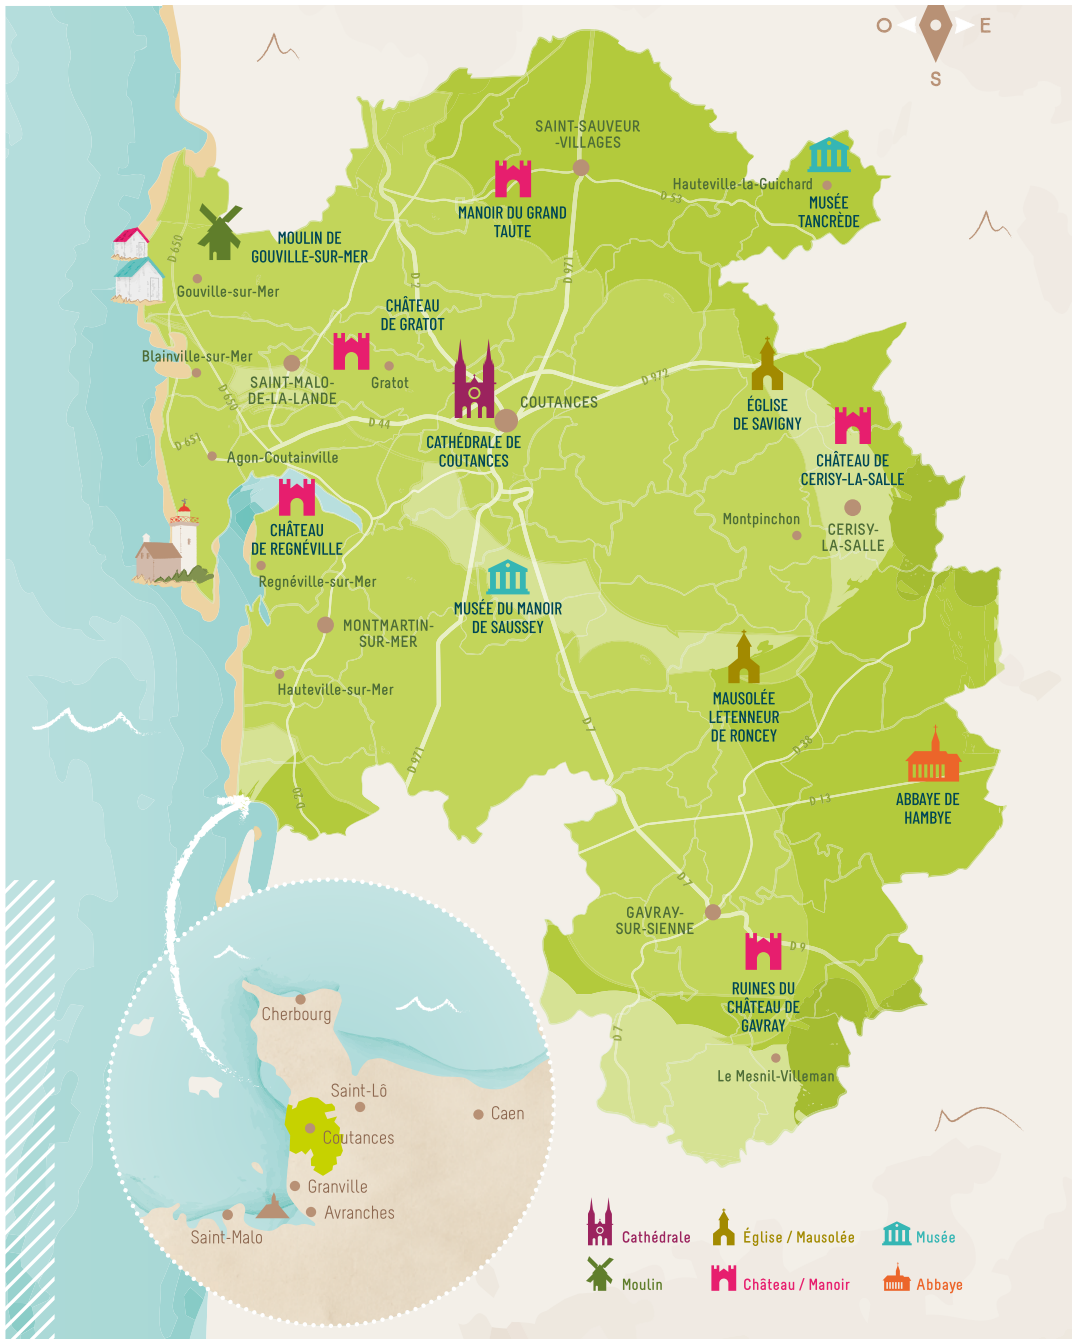 O
E
S
SAINT-SAUVEUR
-VILLAGES
Hauteville-la-Guichard
D 53
MUSÉE
TANCRÈDE
MANOIR DU GRAND
TAUTE
D 650
MOULIN DE
GOUVILLE-SUR-MER
Gouville-sur-Mer
D 2
D 971
CHÂTEAU
DE GRATOT
Blainville-sur-Mer
SAINT-MALO-
DE-LA-LANDE
Gratot
D 650
D 972
COUTANCES
ÉGLISE
DE SAVIGNY
D 44
D 651
CATHÉDRALE DE
COUTANCES
Agon-Coutainville
CHÂTEAU DE
CERISY-LA-SALLE
Montpinchon
CERISY-
LA-SALLE
CHÂTEAU
DE REGNÉVILLE
Regnéville-sur-Mer
MUSÉE DU MANOIR
DE SAUSSEY
MONTMARTIN-
SUR-MER
Hauteville-sur-Mer
MAUSOLÉE
LETENNEUR
DE RONCEY
D 7
D 971
D 38
D 20
D 13
ABBAYE DE
HAMBYE
D 7
GAVRAY-
SUR-SIENNE
D 9
RUINES DU
CHÂTEAU DE
GAVRAY
D 7
Le Mesnil-Villeman
Cherbourg
Saint-Lô
Caen
Coutances
Granville
Avranches
Saint-Malo
Cathédrale
Église / Mausolée
Musée
Moulin
Château / Manoir
Abbaye